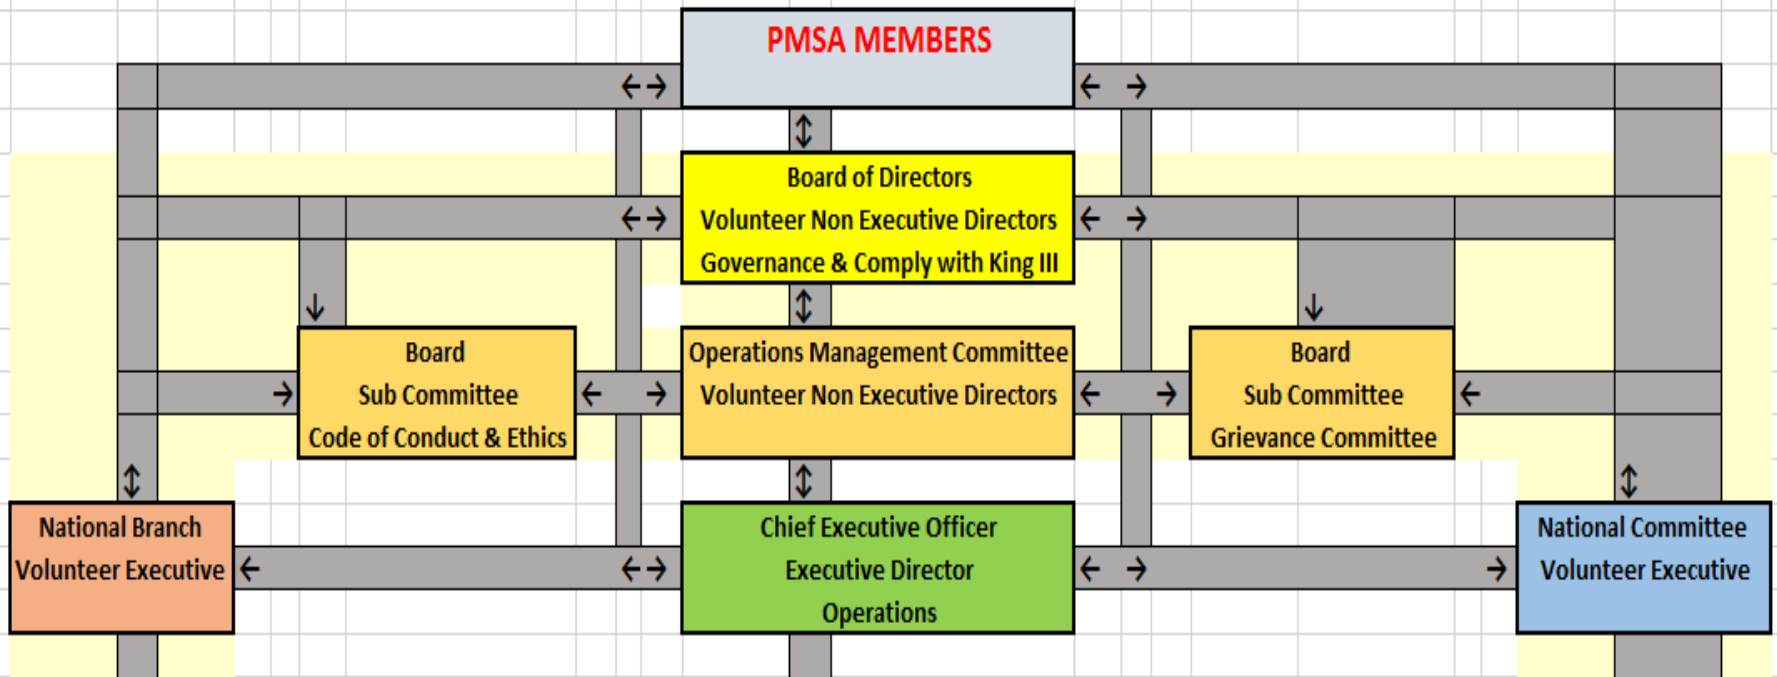 PMSA MEMBERS
Board of Directors
Volunteer Non Executive Directors
Governance & Comply with King III
Board
Sub Committee
Code of Conduct & Ethics
Operations Management Committee
Volunteer Non Executive Directors
Board
Sub Committee
Grievance Committee
National Branch
Volunteer Executive
Chief Executive Officer
Executive Director
Operations
National Committee
Volunteer Executive